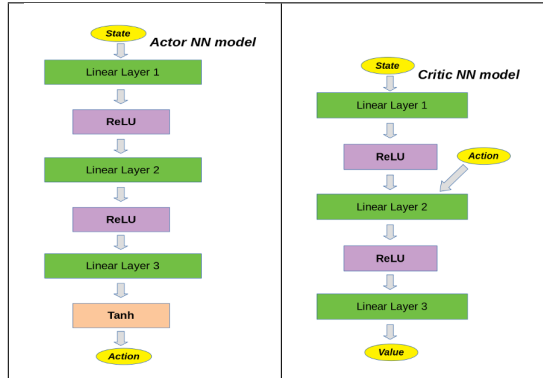 State
Actor NN model
Linear Layer 1
ReLU
Linear Layer 2
ReLU
Linear Layer 3
Tanh
Action
State
Critic NN model
Linear Layer 1
ReLU
Action
Linear Layer 2
ReLU
Linear Layer 3
Value